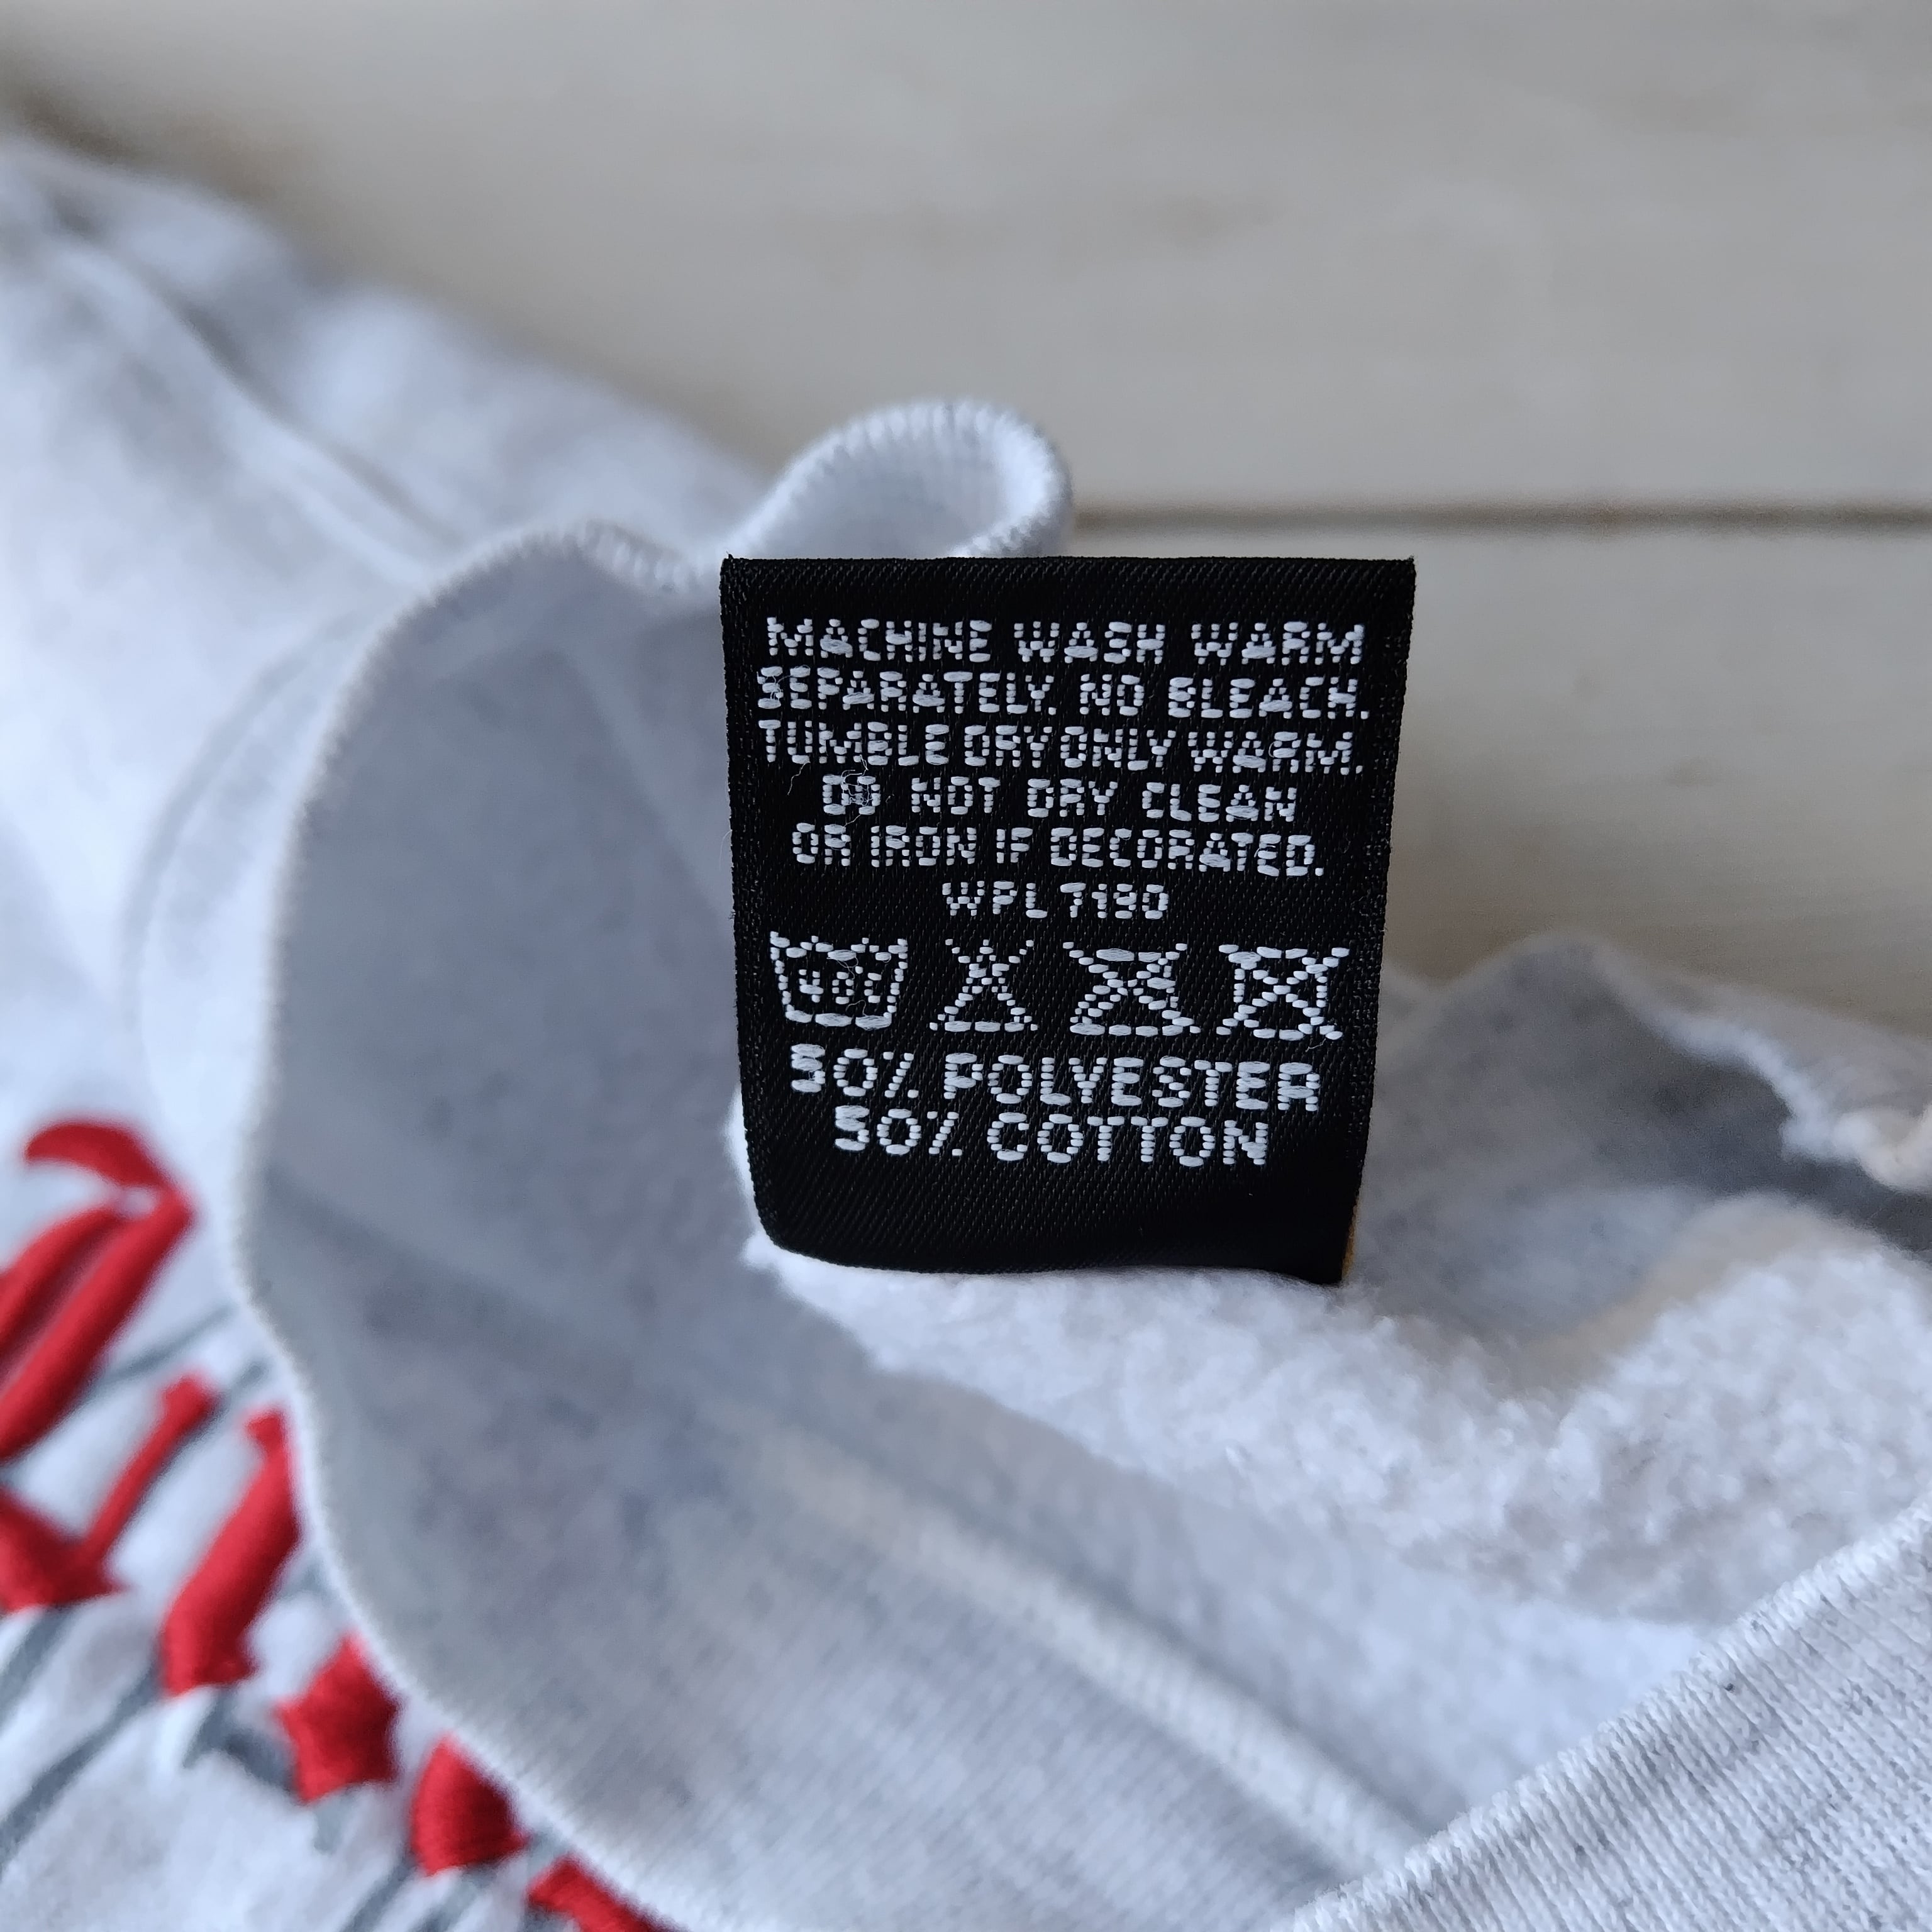 MACHINE WASH WARM
SEPARATELY. NO BLEACH.
TUMBLE DRY ONLY WARM.
DO NOT DRY CLEAN
OR IRON IF DECORATED.
WPL 7190
40C
50% POLYESTER
50% COTTON